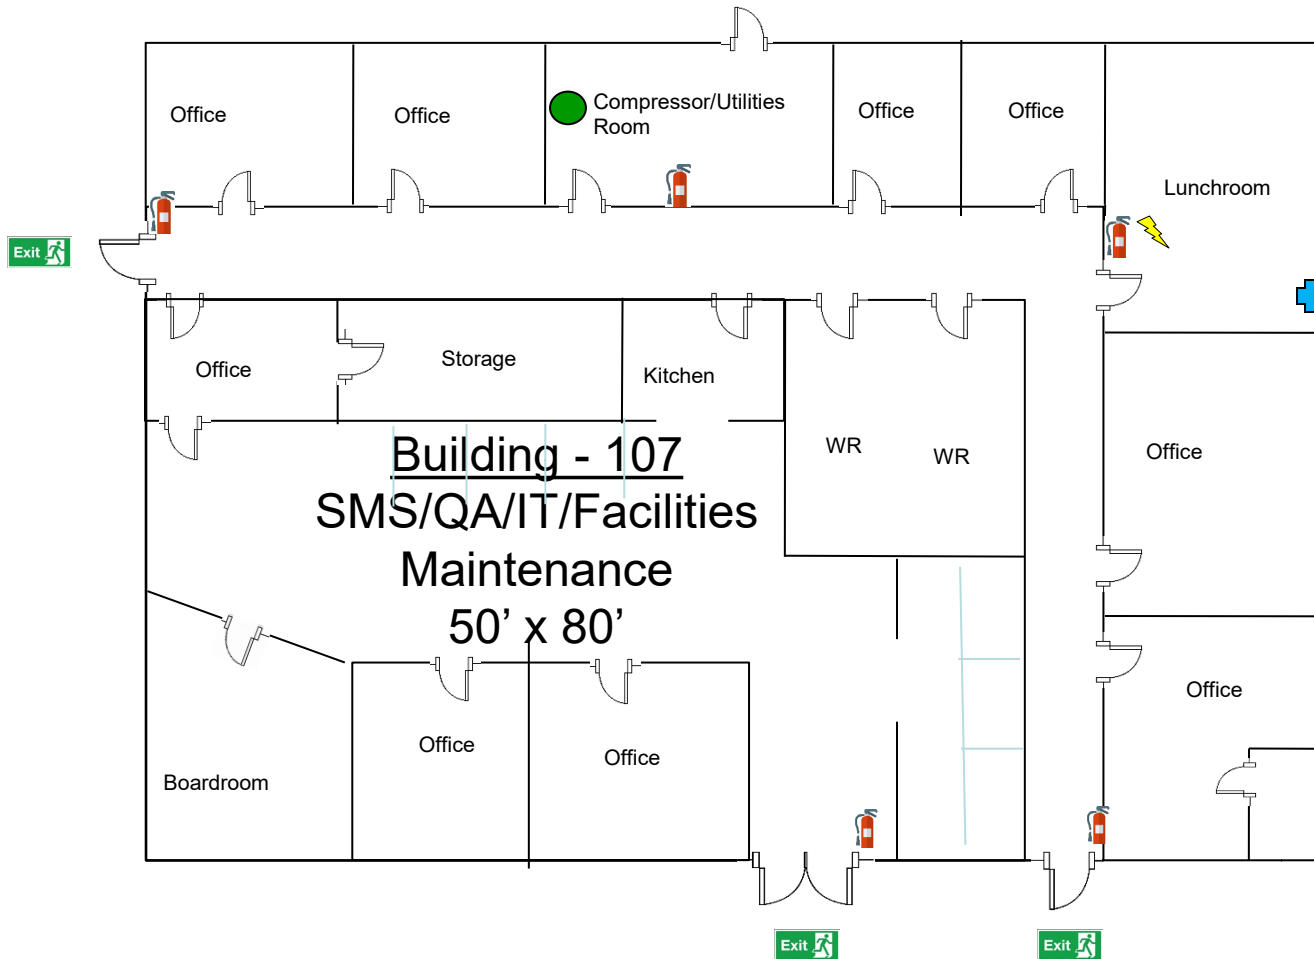 Office
Office
Compressor/Utilities
Room
Office
Office
Lunchroom
Exit
Office
Storage
Kitchen
WR
WR
Office
Building - 107
SMS/QA/IT/Facilities
Maintenance
50’ x 80’
Office
Office
Office
Boardroom
Exit
Exit